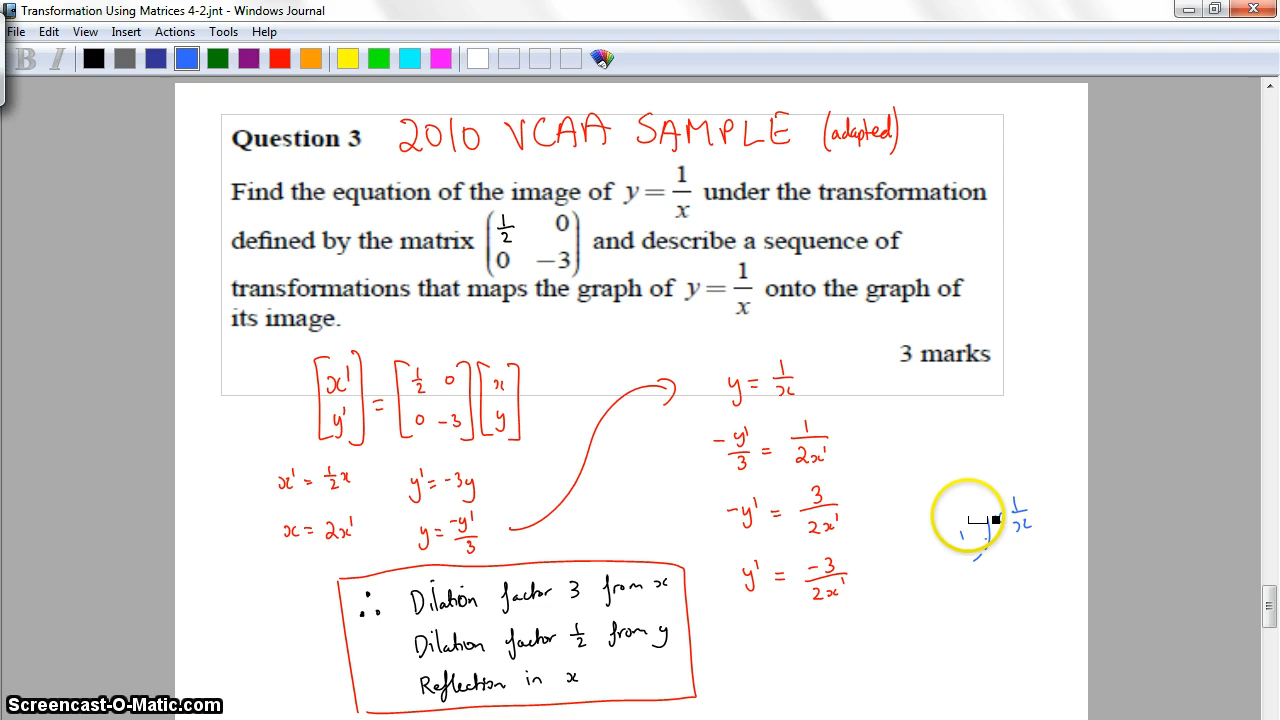 Transformation Using Matrices 4-2.jnt - Windows Journal
File Edit View Insert Actions Tools Help
B I
Question 3 2010 VCAA SAMPLE (adapted)
Find the equation of the image of y = 1/x under the transformation
defined by the matrix (1/2 0 0 −3) and describe a sequence of
transformations that maps the graph of y = 1/x onto the graph of
its image.
3 marks
[x' y'] = [1/2 0 0 -3] [x y]
x' = 1/2 x y' = -3y
x = 2x' y = -y'/3
y = 1/x
-y'/3 = 1/2x'
-y' = 3/2x'
y' = -3/2x'
1/x
∴ Dilation factor 3 from x
Dilation factor 1/2 from y
Reflection in x
Screencast-O-Matic.com